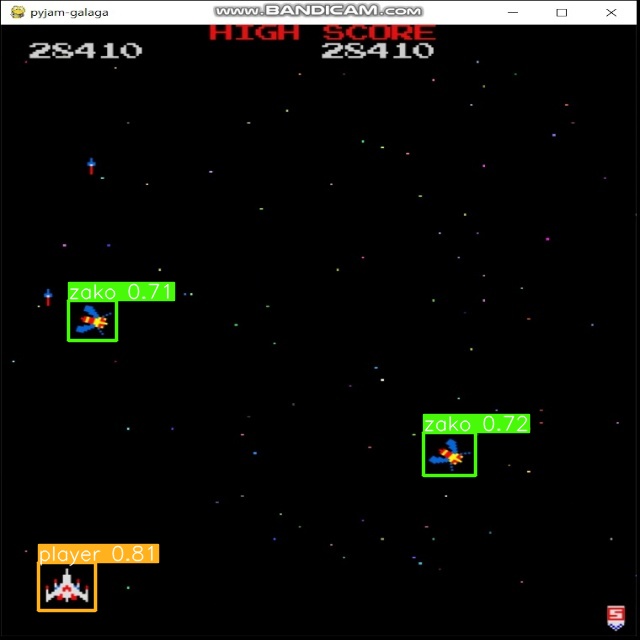 pyjam-galaga
WWW.BANDICAM.COM
HIGH SCORE
28410 28410
zako 0.71
zako 0.72
player 0.81
5